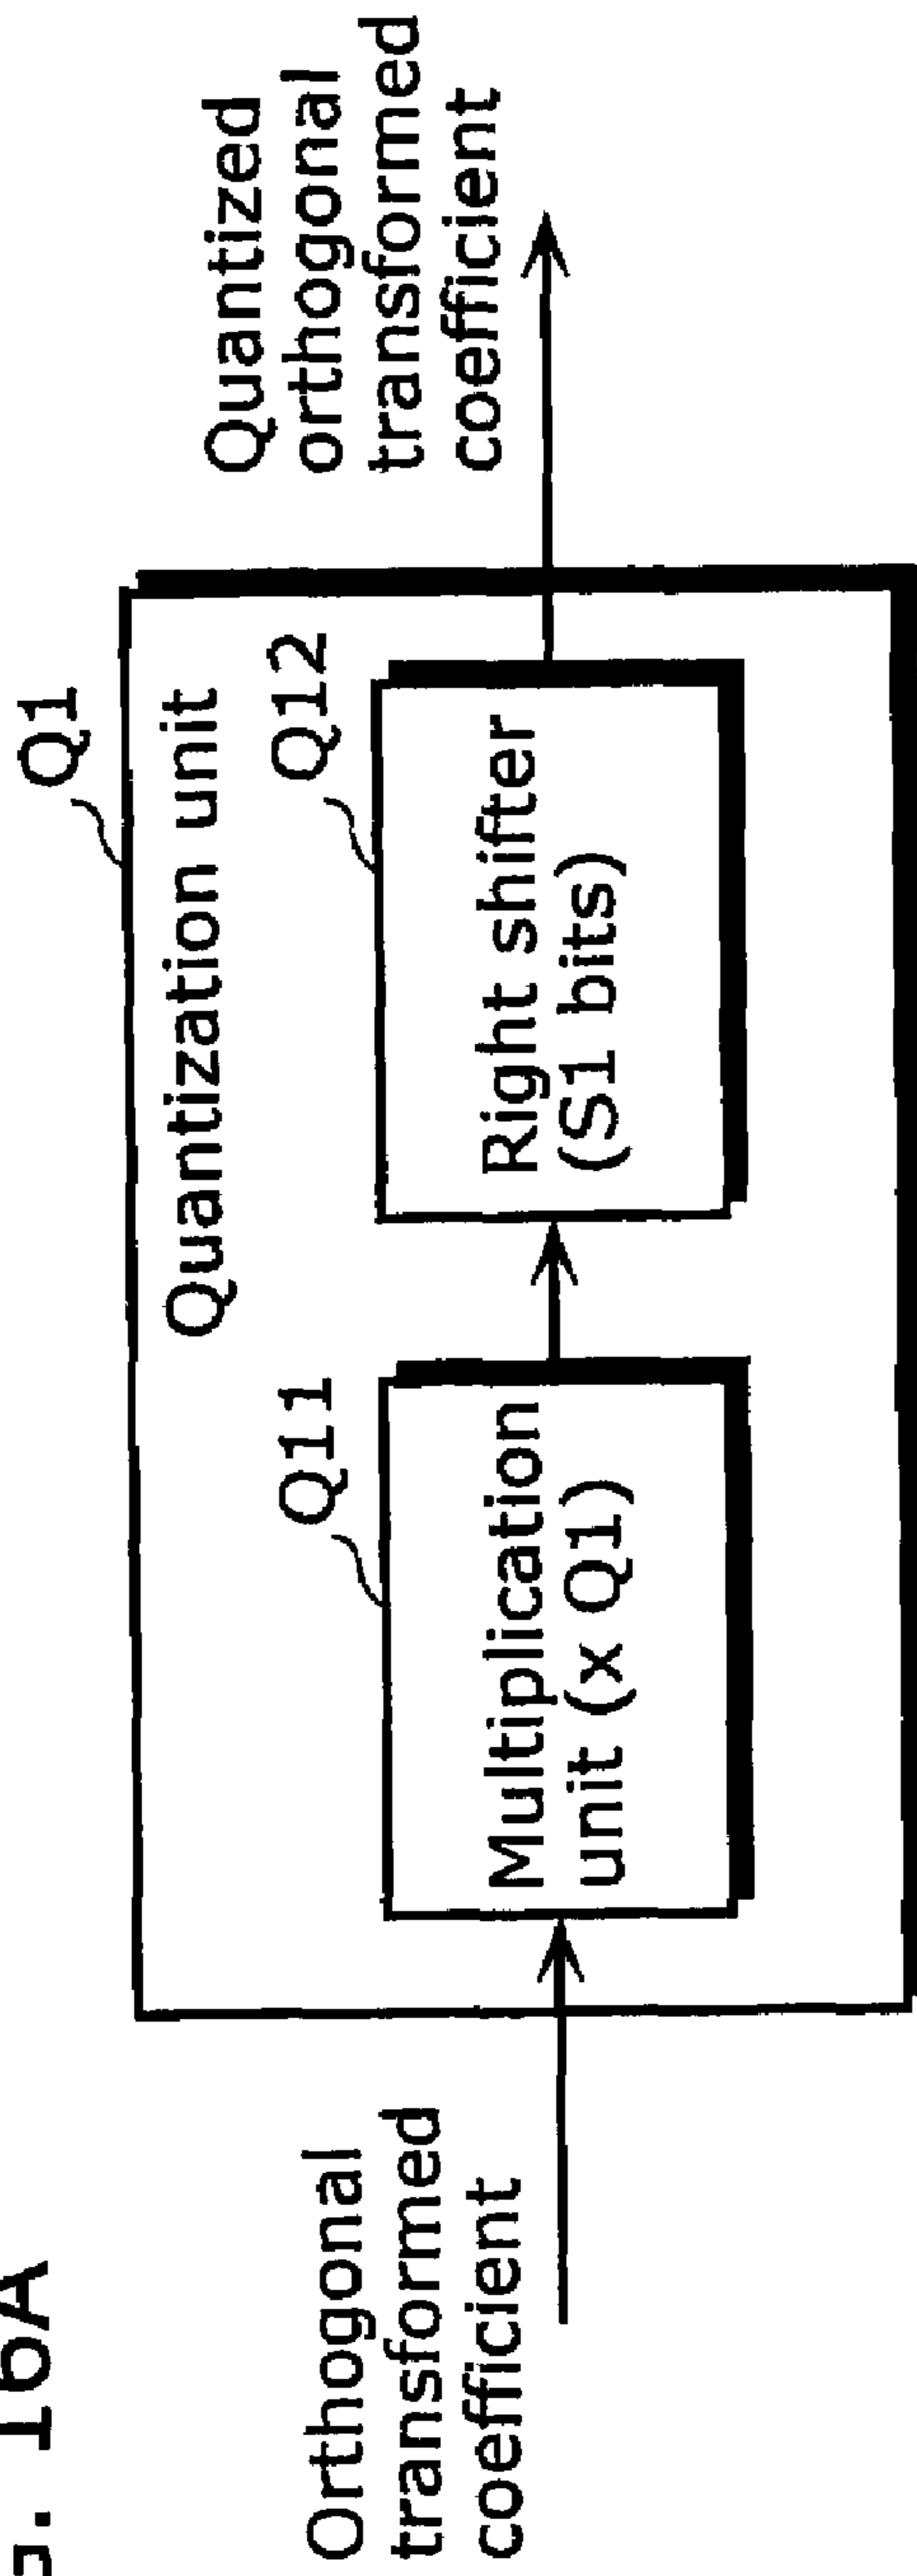 16A
Q1
Quantization unit
Q11
Q12
Orthogonal
transformed
coefficient
Multiplication
unit (x Q1)
Right shifter
(S1 bits)
Quantized
orthogonal
transformed
coefficient